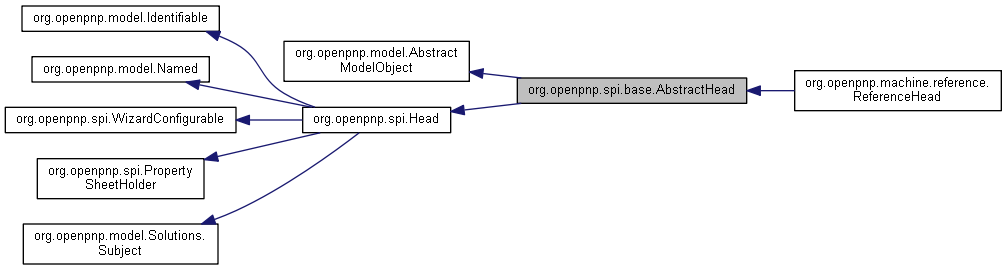 org.openpnp.model.Identifiable
org.openpnp.model.Named
org.openpnp.spi.WizardConfigurable
org.openpnp.spi.Property
SheetHolder
org.openpnp.model.Solutions.
Subject
org.openpnp.model.Abstract
ModelObject
org.openpnp.spi.Head
org.openpnp.spi.base.AbstractHead
org.openpnp.machine.reference.
ReferenceHead